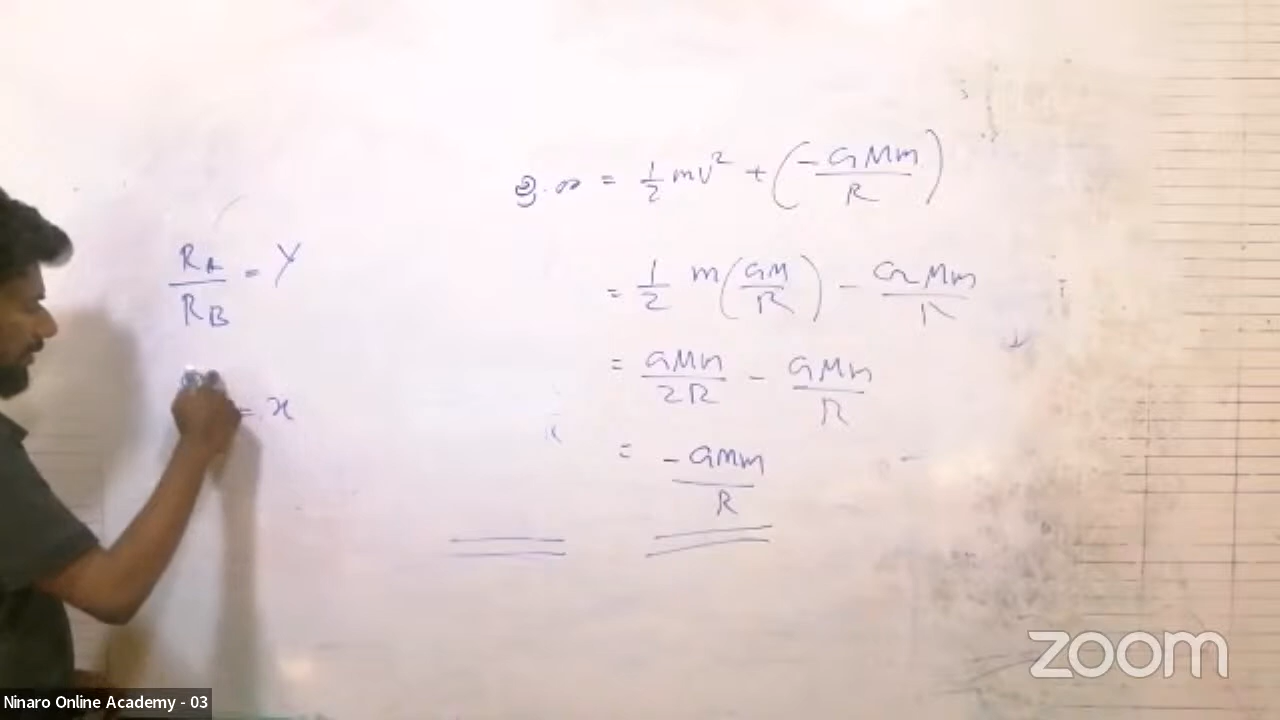 R_A / R_B = y
= x
මු.ශ = 1/2 mv² + (-GMm / R)
= 1/2 m(GM / R) - GMm / R
= GMm / 2R - GMm / R
= -GMm / R
zoom
Ninaro Online Academy - 03